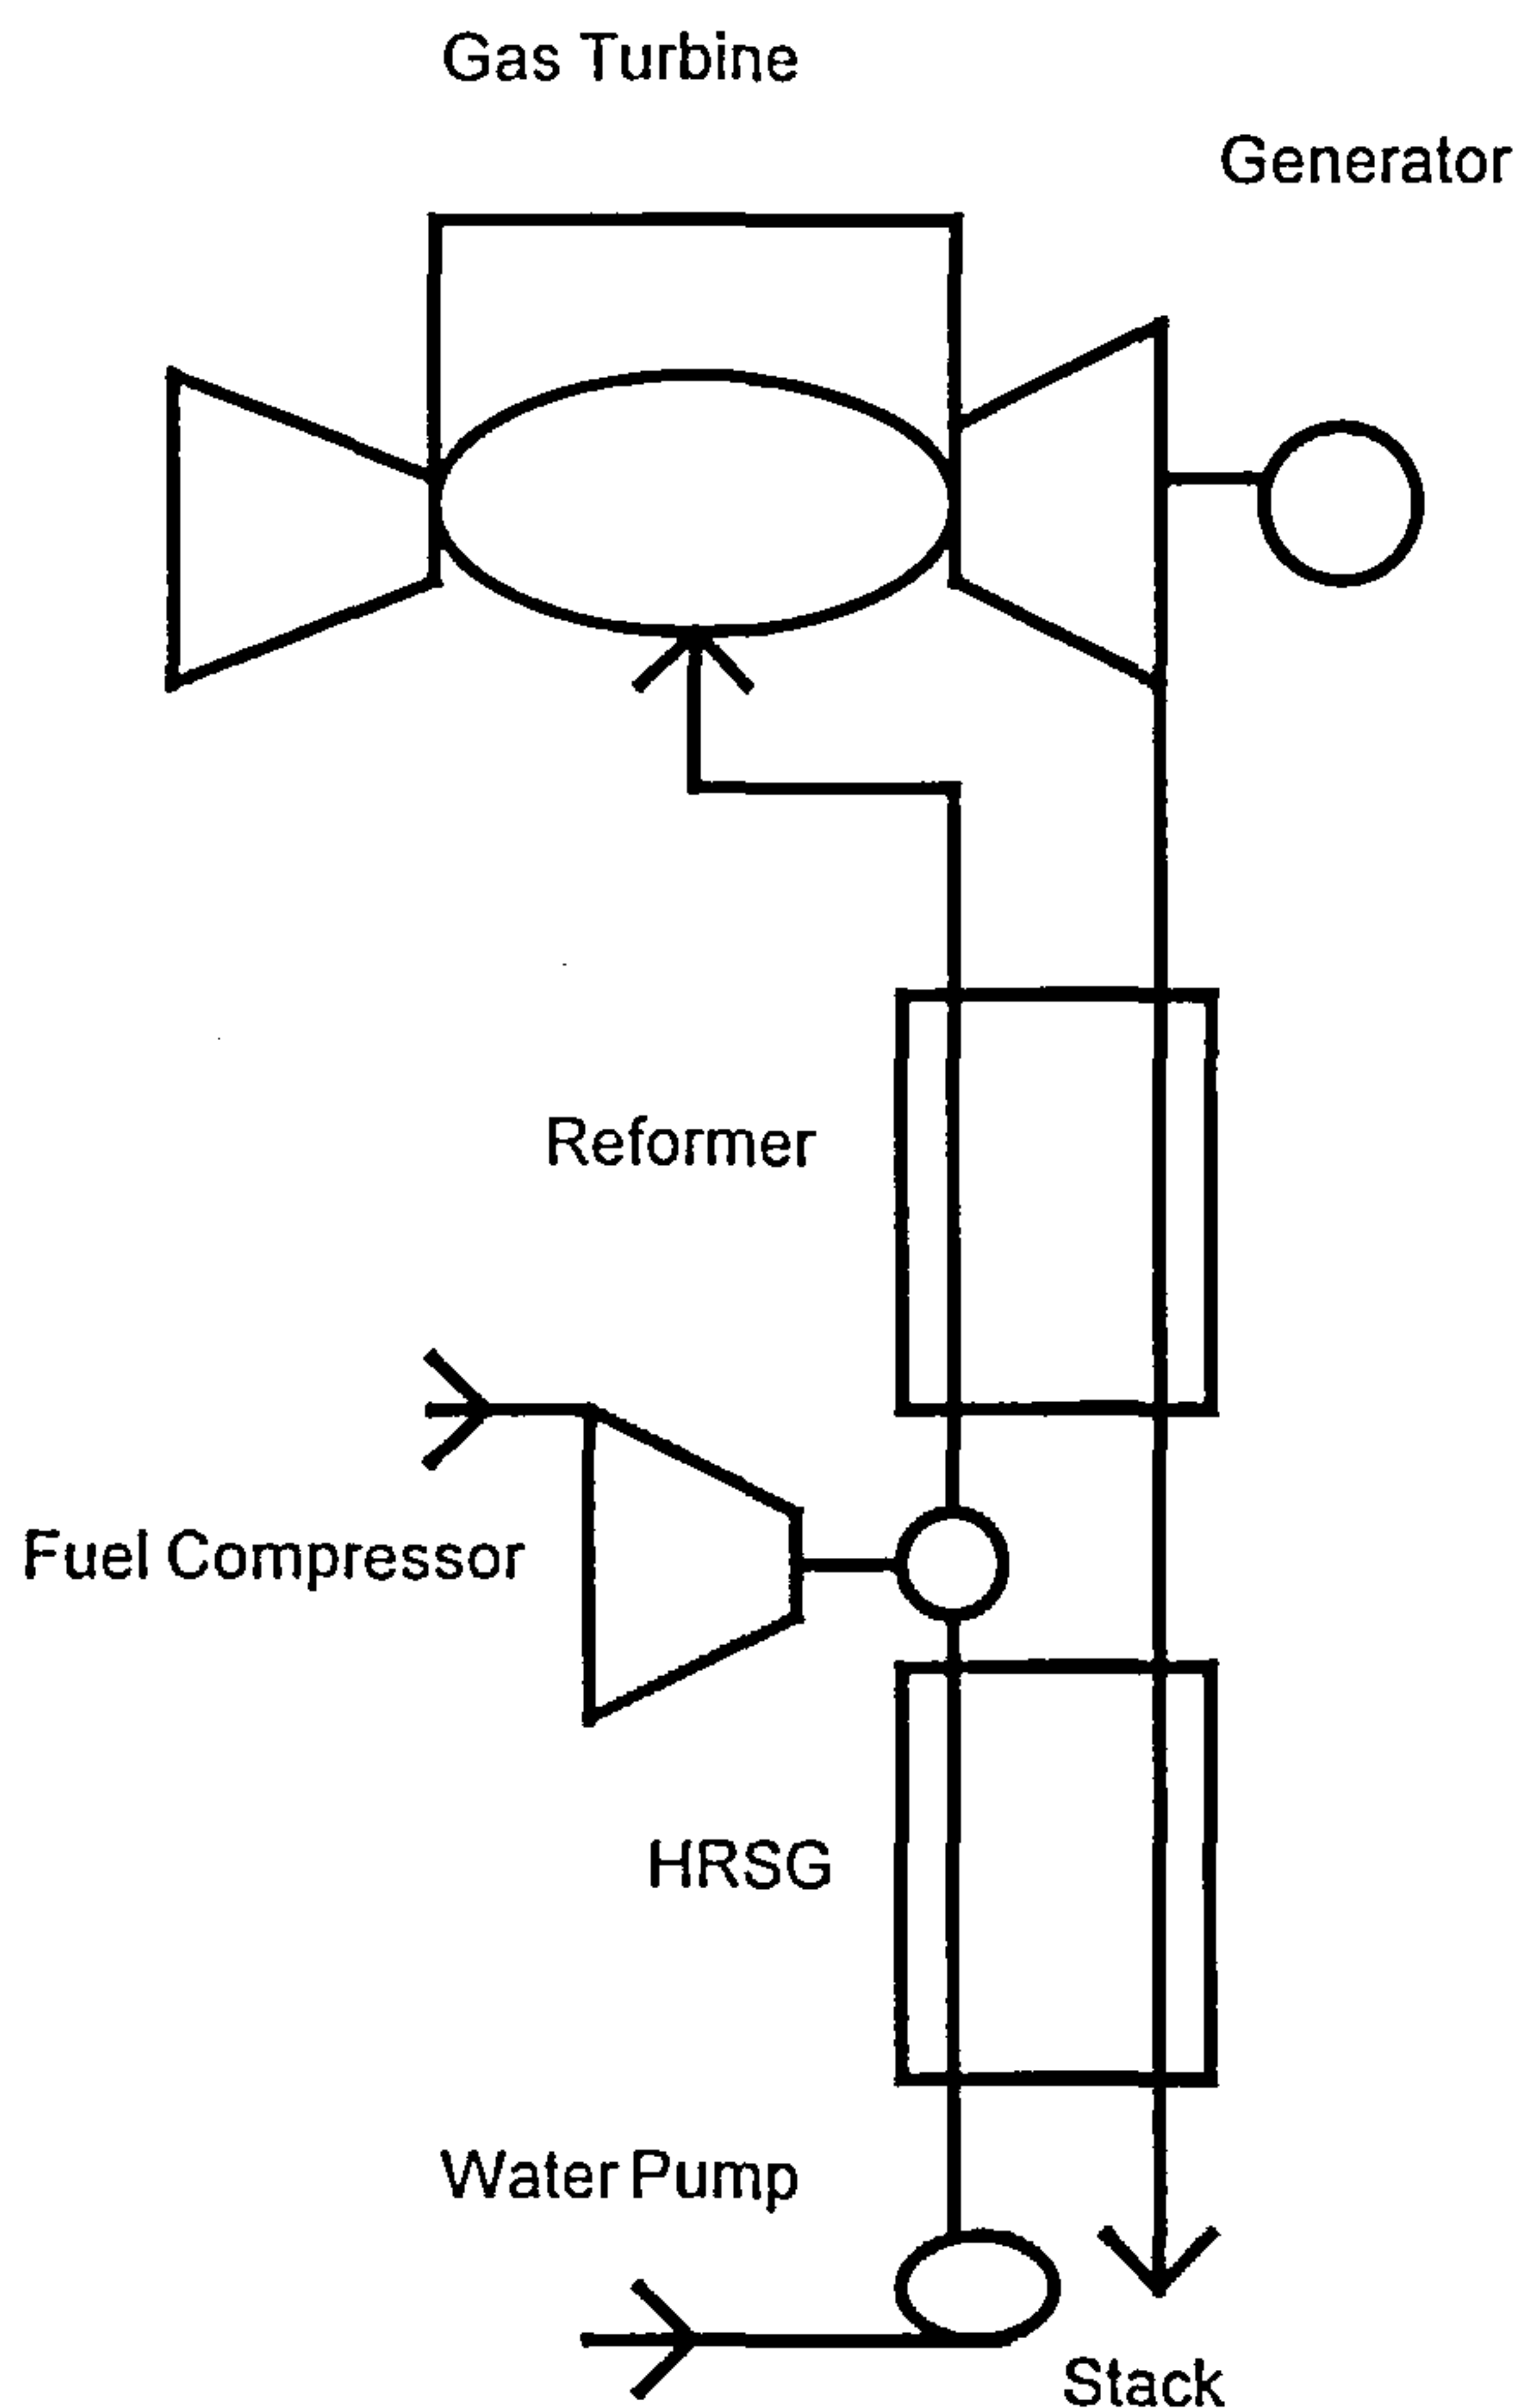 Gas Turbine
Generator
Reformer
Fuel Compressor
HRSG
Water Pump
Stack